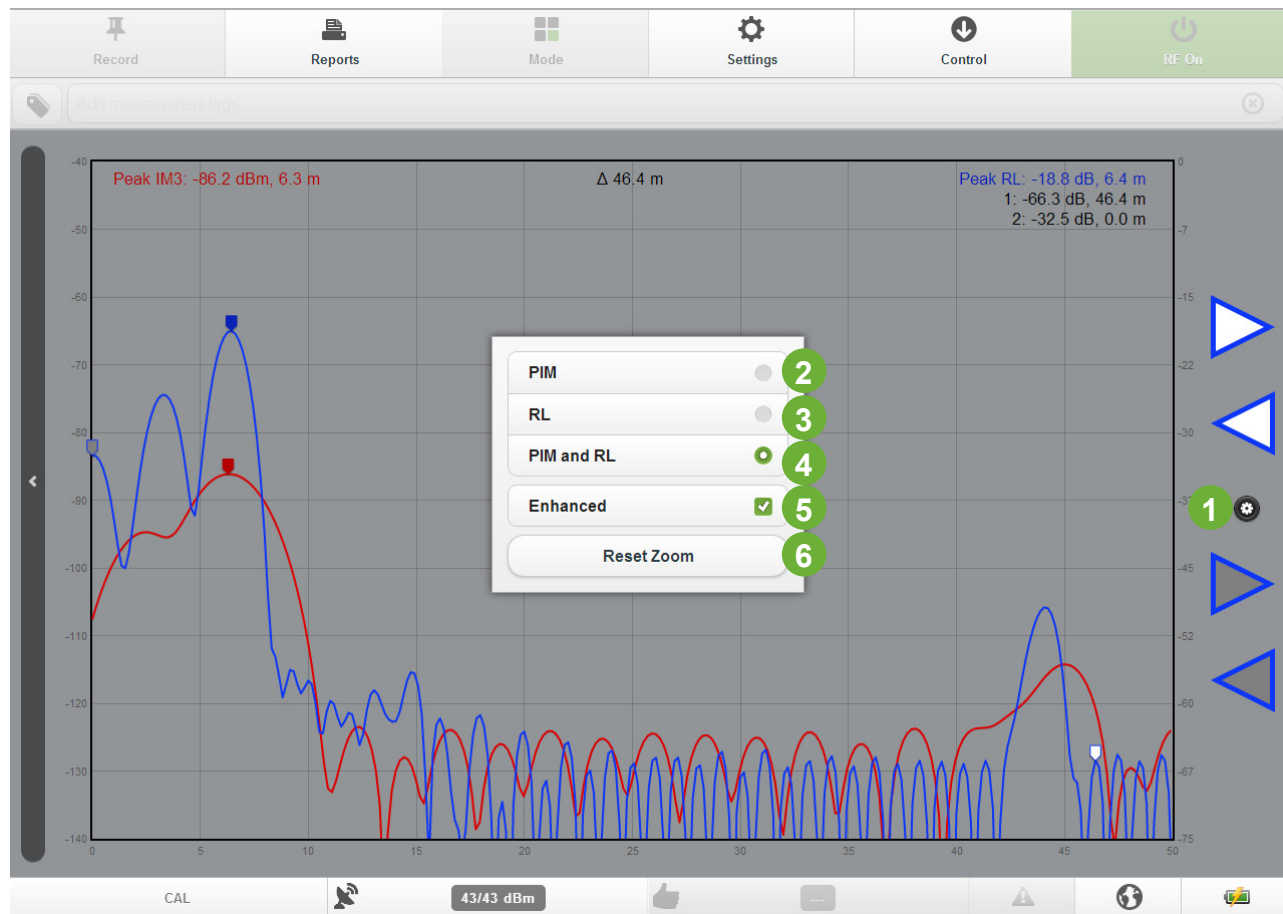 Record Reports Mode Settings Control RF On
Add measurement tags...
Peak IM3: -86.2 dBm, 6.3 m Δ 46.4 m Peak RL: -18.8 dB, 6.4 m
1: -66.3 dB, 46.4 m
2: -32.5 dB, 0.0 m
-40 0
-50 -7
-60 -15
-70 -22
-80 -30
-90 -37
-100 -45
-110 -52
-120 -60
-130 -67
-140 -75
0 5 10 15 20 25 30 35 40 45 50
PIM 2
RL 3
PIM and RL 4
Enhanced 5
Reset Zoom 6
1
CAL 43/43 dBm ---